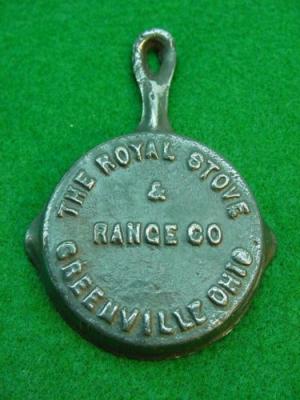 THE ROYAL STOVE
&
RANGE CO
GREENVILLE OHIO